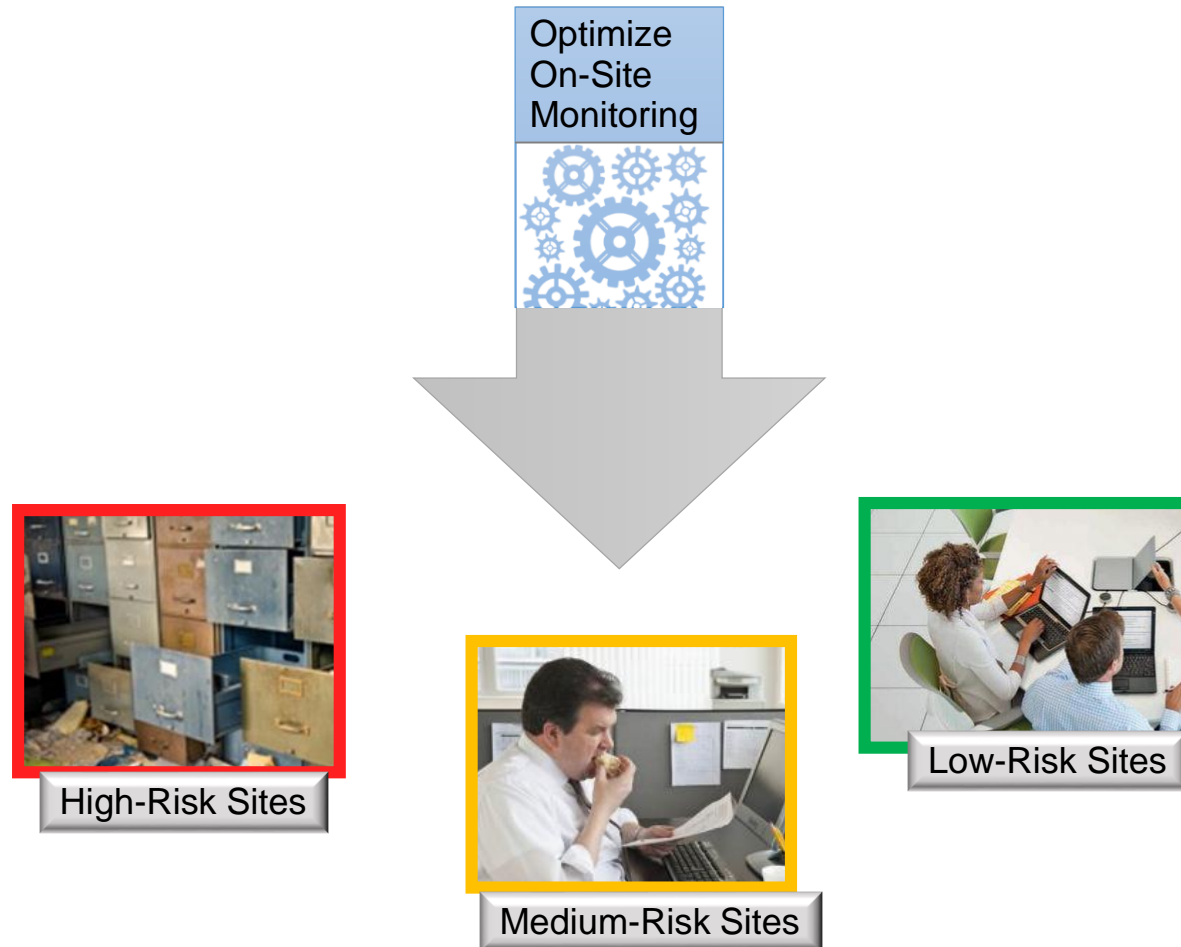 Optimize
On-Site
Monitoring
High-Risk Sites
Medium-Risk Sites
Low-Risk Sites